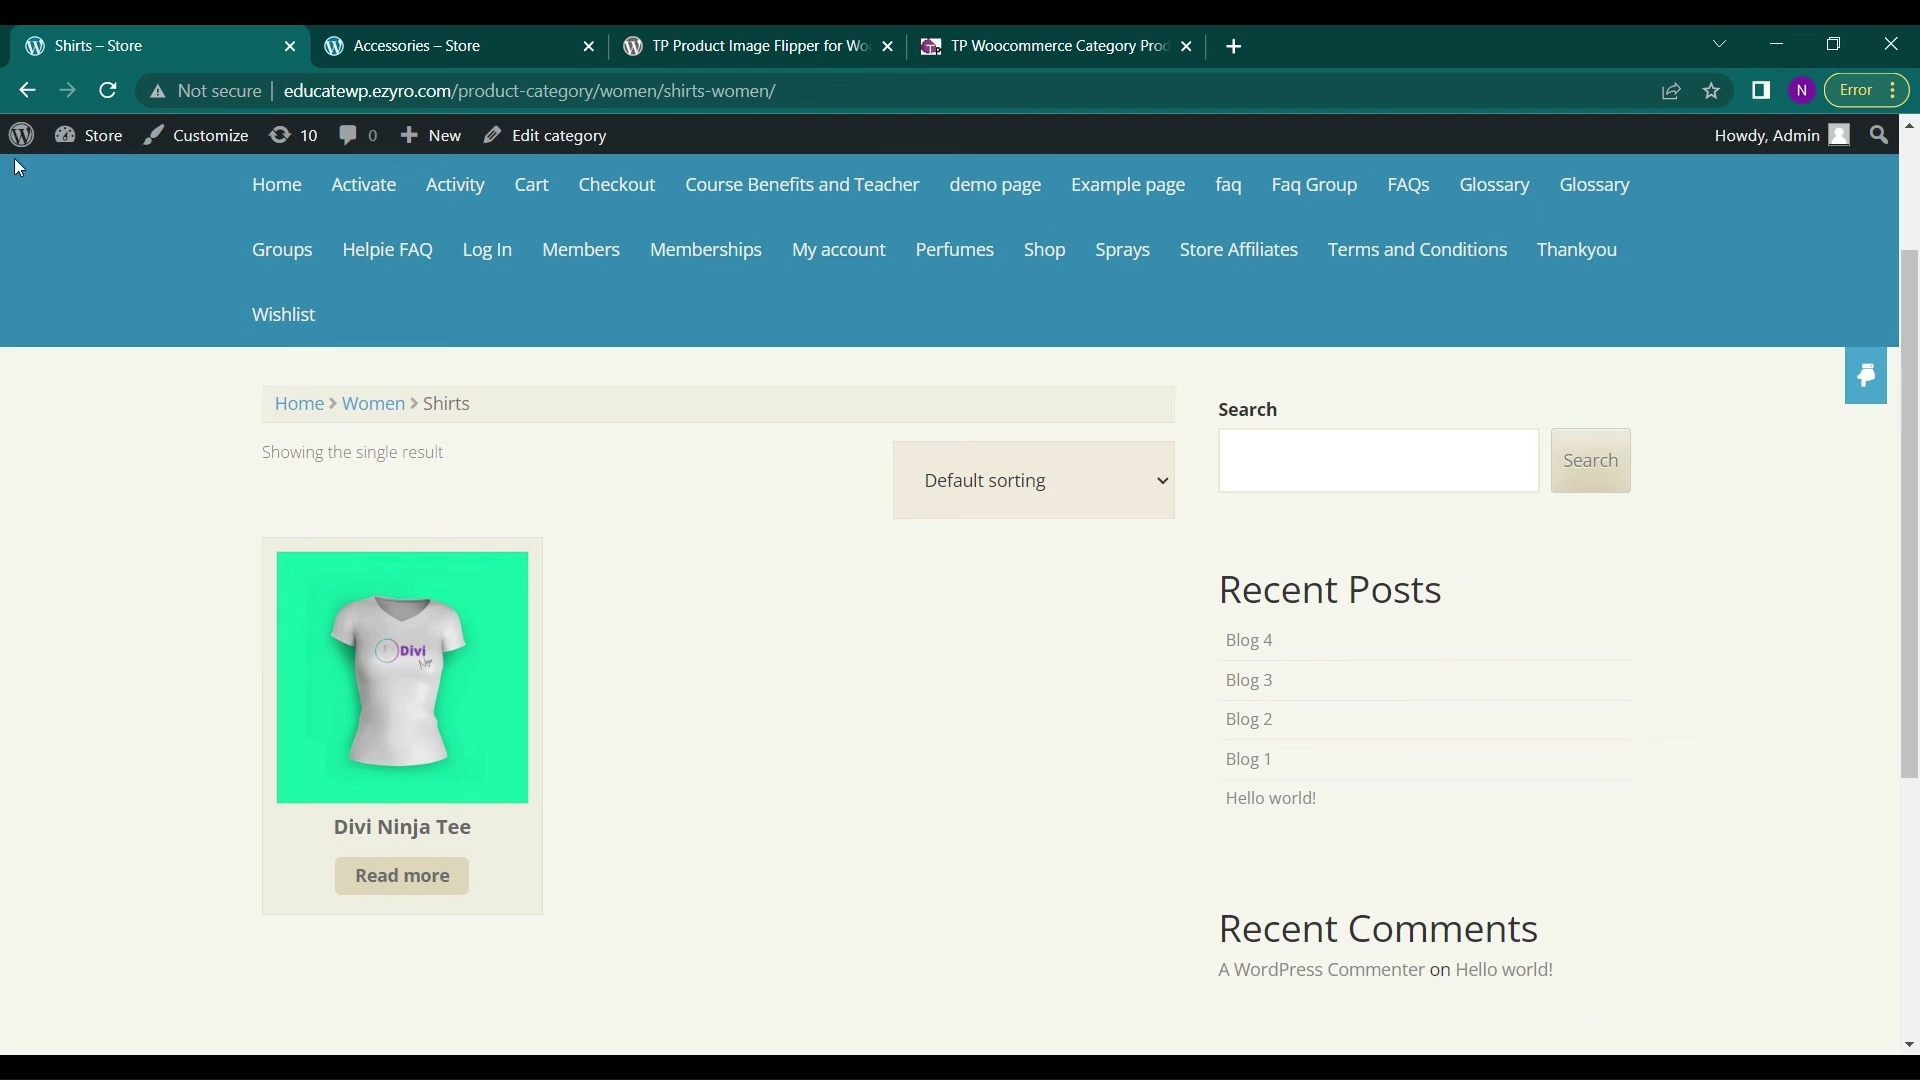 Shirts – Store
Accessories – Store
TP Product Image Flipper for Wo
TP Woocommerce Category Prod
Not secure
educatewp.ezyro.com/product-category/women/shirts-women/
N
Error
Store
Customize
10
0
New
Edit category
Howdy, Admin
Home Activate Activity Cart Checkout Course Benefits and Teacher demo page Example page faq Faq Group FAQs Glossary Glossary
Groups Helpie FAQ Log In Members Memberships My account Perfumes Shop Sprays Store Affiliates Terms and Conditions Thankyou
Wishlist
Home > Women > Shirts
Showing the single result
Default sorting
Divi
Divi Ninja Tee
Read more
Search
Search
Recent Posts
Blog 4
Blog 3
Blog 2
Blog 1
Hello world!
Recent Comments
A WordPress Commenter on Hello world!